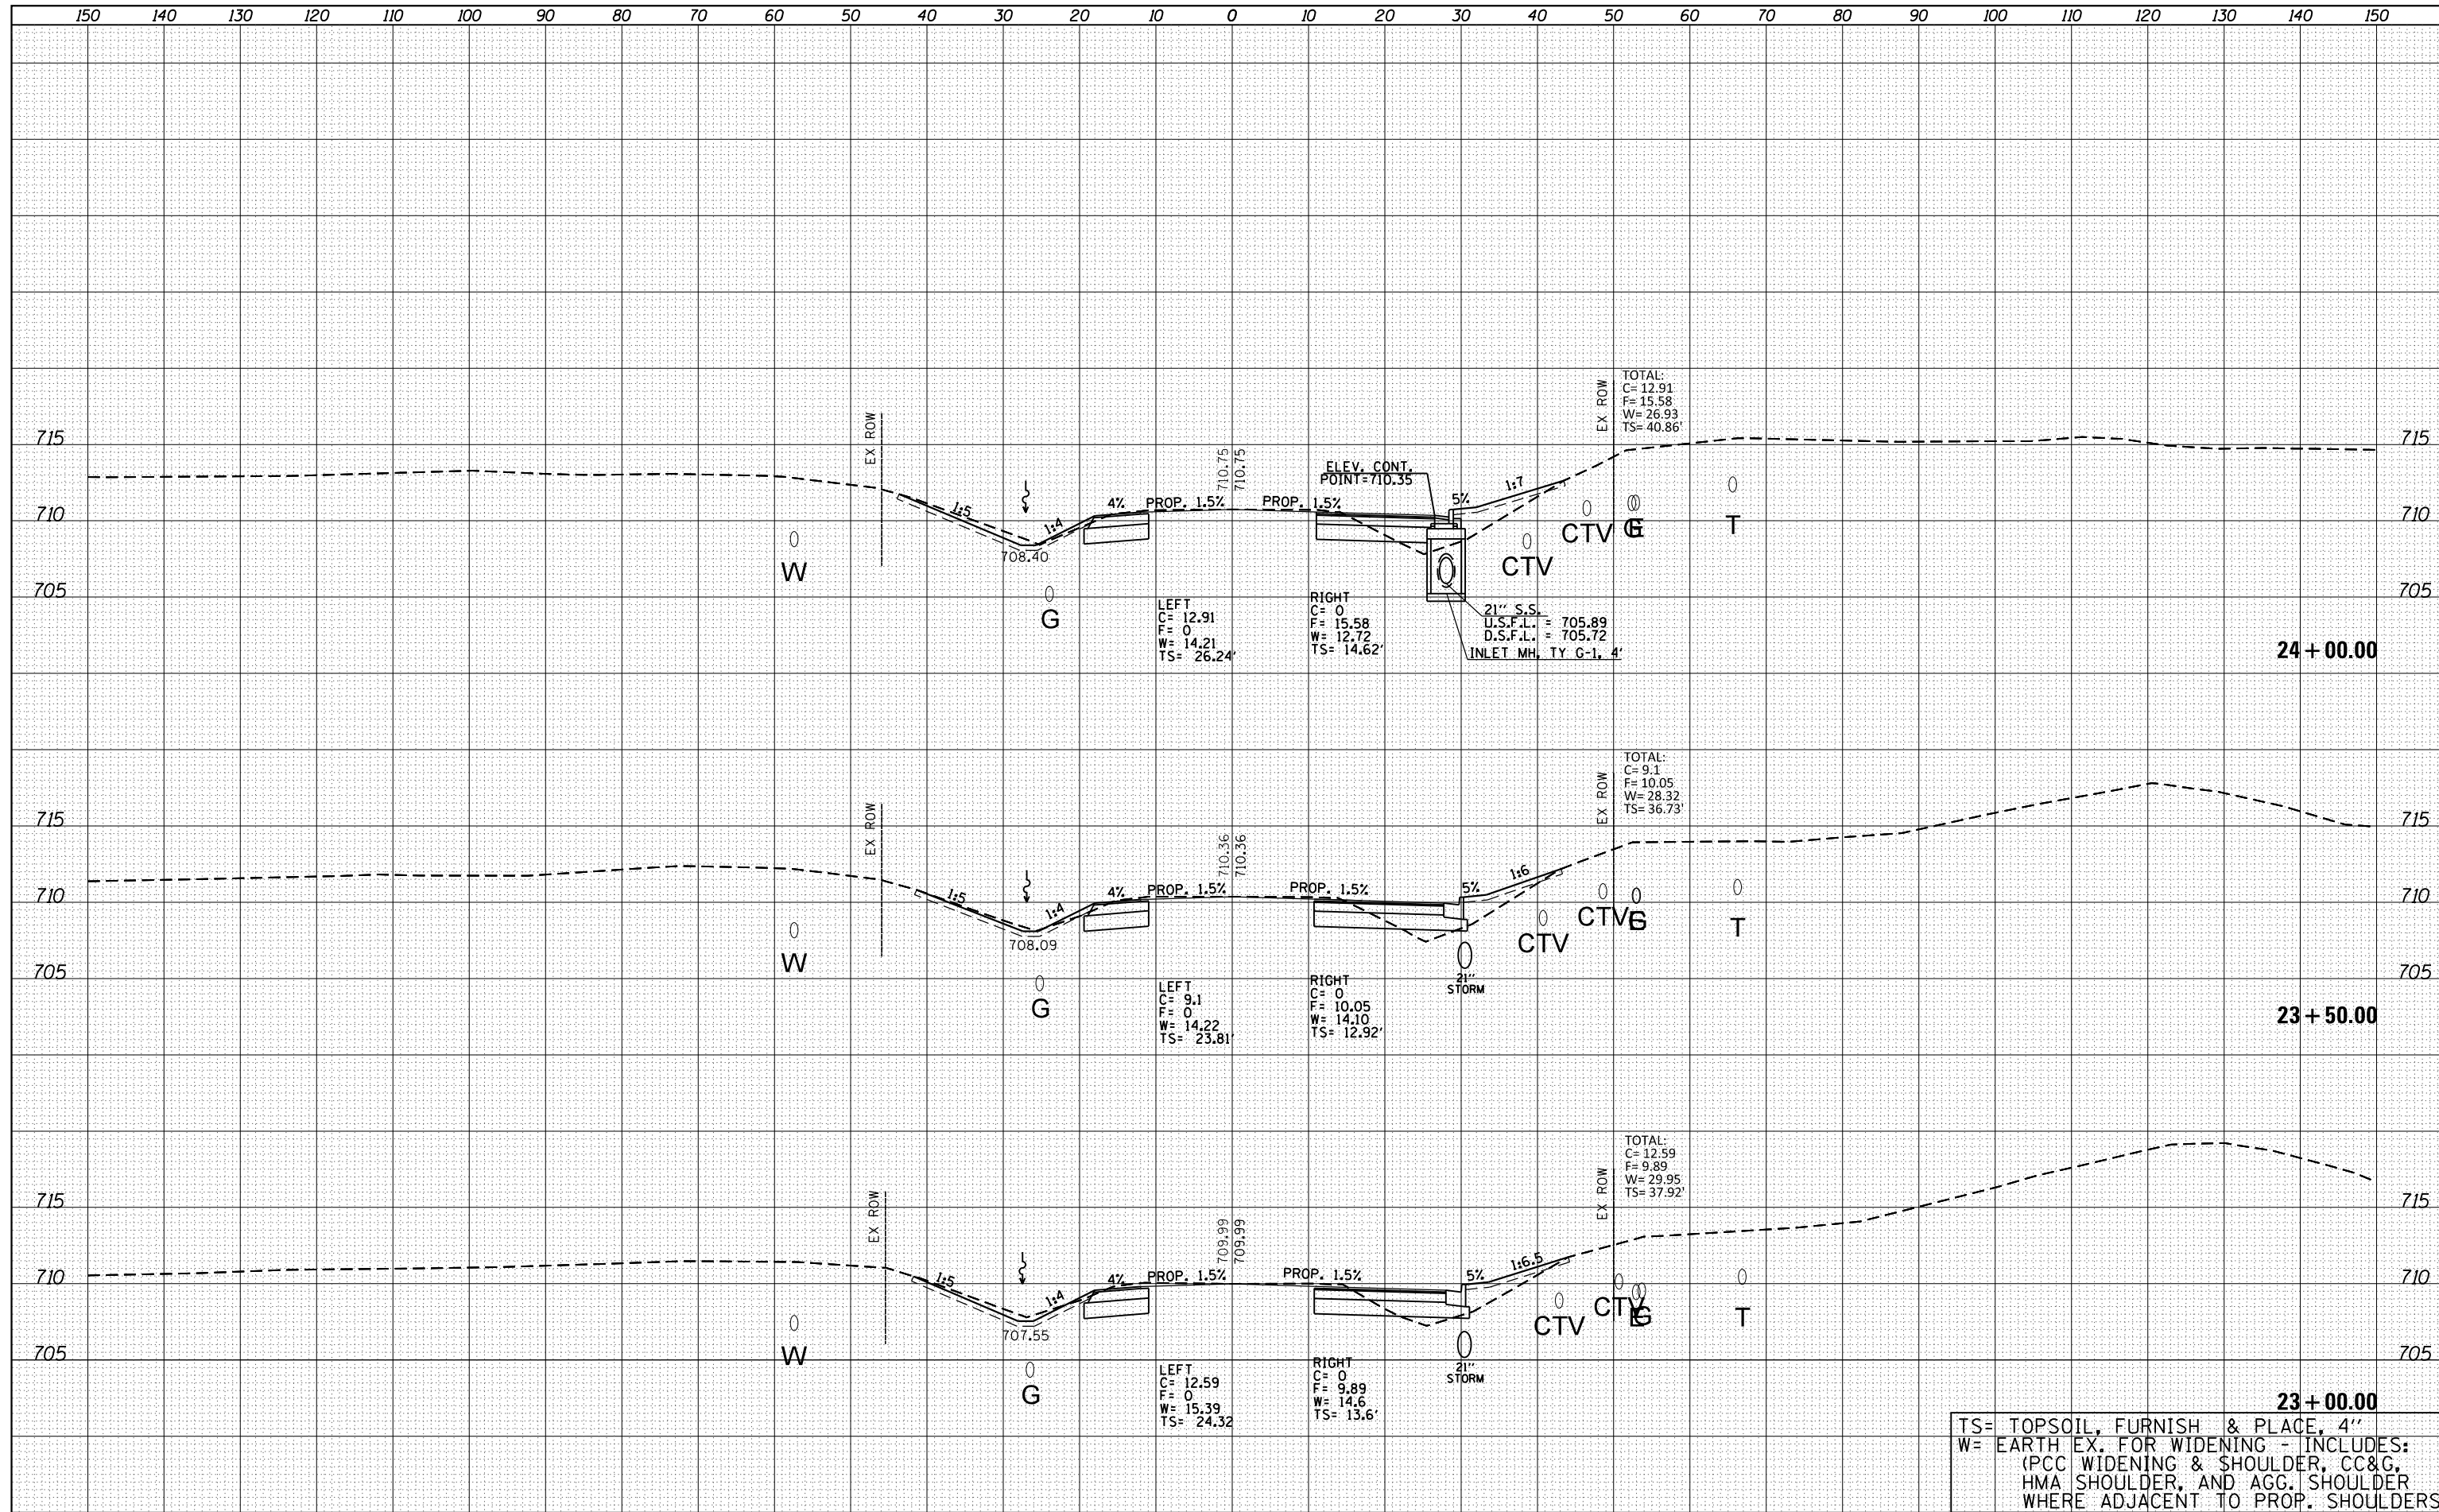 150 140 130 120 110 100 90 80 70 60 50 40 30 20 10 0 10 20 30 40 50 60 70 80 90 100 110 120 130 140 150
TOTAL:
C= 12.91
F= 15.58
W= 26.93
TS= 40.86'
EX ROW
EX ROW
715
715
710.75
710.75
ELEV. CONT.
POINT=710.35
1:5
1:4
4%
PROP. 1.5%
PROP. 1.5%
5%
1:7
710
710
W
708.40
CTV
CTV
G
E
T
705
705
G
LEFT
C= 12.91
F= 0
W= 14.21
TS= 26.24'
RIGHT
C= 0
F= 15.58
W= 12.72
TS= 14.62'
21'' S.S.
U.S.F.L. = 705.89
D.S.F.L. = 705.72
INLET MH, TY G-1, 4'
24+00.00
TOTAL:
C= 9.1
F= 10.05
W= 28.32
TS= 36.73'
EX ROW
EX ROW
715
715
710.36
710.36
1:5
1:4
4%
PROP. 1.5%
PROP. 1.5%
5%
1:6
710
710
W
708.09
CTV
CTV
E
G
T
705
705
G
LEFT
C= 9.1
F= 0
W= 14.22
TS= 23.81'
RIGHT
C= 0
F= 10.05
W= 14.10
TS= 12.92'
21''
STORM
23+50.00
TOTAL:
C= 12.59
F= 9.89
W= 29.95
TS= 37.92'
EX ROW
EX ROW
715
715
709.99
709.99
1:5
1:4
4%
PROP. 1.5%
PROP. 1.5%
5%
1:6.5
710
710
W
707.55
CTV
CTV
E
G
T
705
705
G
LEFT
C= 12.59
F= 0
W= 15.39
TS= 24.32
RIGHT
C= 0
F= 9.89
W= 14.6
TS= 13.6'
21''
STORM
23+00.00
TS= TOPSOIL, FURNISH & PLACE, 4''
W= EARTH EX. FOR WIDENING - INCLUDES:
(PCC WIDENING & SHOULDER, CC&G,
HMA SHOULDER, AND AGG. SHOULDER
WHERE ADJACENT TO PROP. SHOULDERS